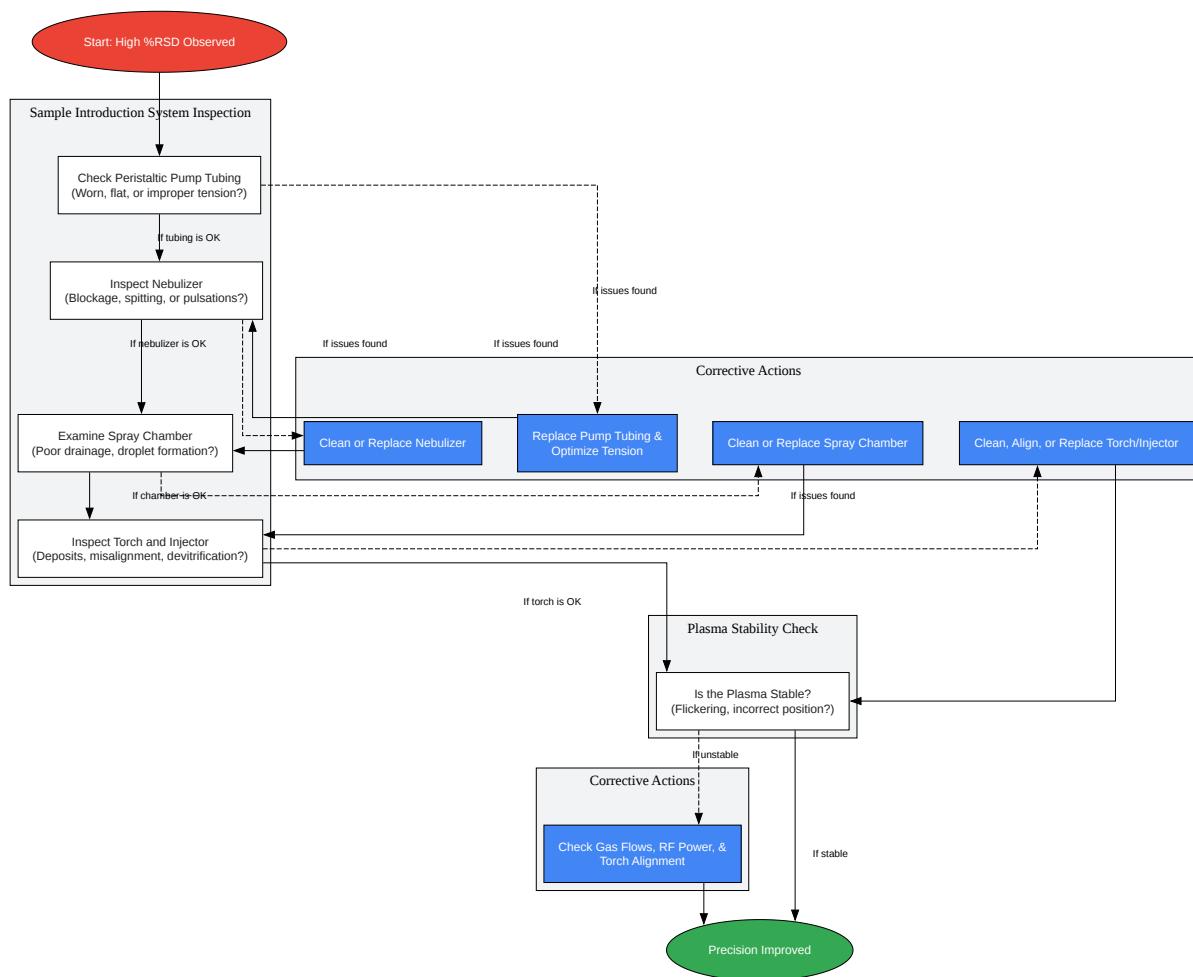 Start: High %RSD Observed
Sample Introduction System Inspection
Check Peristaltic Pump Tubing
(Worn, flat, or improper tension?)
If tubing is OK
Inspect Nebulizer
(Blockage, spitting, or pulsations?)
If issues found
If nebulizer is OK
If issues found
If issues found
Corrective Actions
Examine Spray Chamber
(Poor drainage, droplet formation?)
Clean or Replace Nebulizer
Replace Pump Tubing &
Optimize Tension
Clean or Replace Spray Chamber
Clean, Align, or Replace Torch/Injector
If chamber is OK
If issues found
Inspect Torch and Injector
(Deposits, misalignment, devitrification?)
If torch is OK
Plasma Stability Check
Is the Plasma Stable?
(Flickering, incorrect position?)
If unstable
Corrective Actions
Check Gas Flows, RF Power, &
Torch Alignment
If stable
Precision Improved